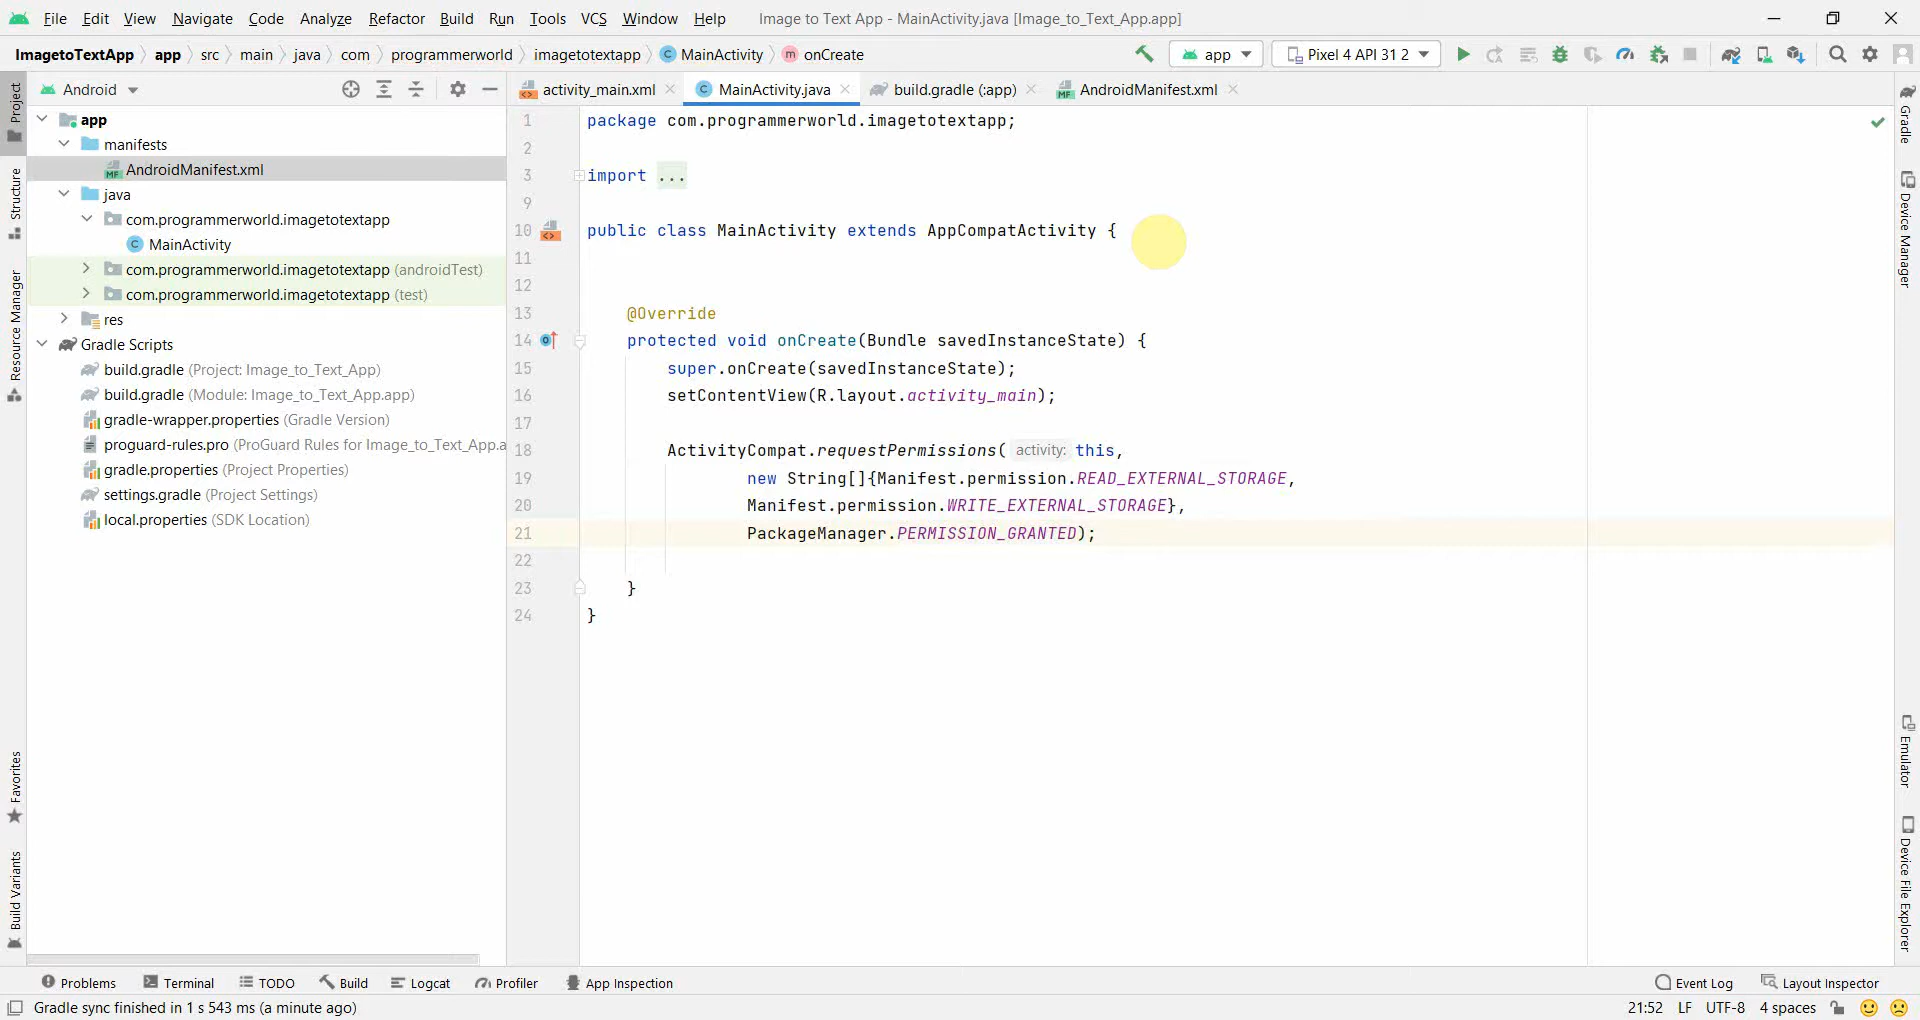 File Edit View Navigate Code Analyze Refactor Build Run Tools VCS Window Help Image to Text App - MainActivity.java [Image_to_Text_App.app]
ImagetoTextApp app src main java com programmerworld imagetotextapp C MainActivity m onCreate app Pixel 4 API 31 2
Android activity_main.xml C MainActivity.java build.gradle (:app) MF AndroidManifest.xml
app
manifests
MF AndroidManifest.xml
java
com.programmerworld.imagetotextapp
C MainActivity
com.programmerworld.imagetotextapp (androidTest)
com.programmerworld.imagetotextapp (test)
res
Gradle Scripts
build.gradle (Project: Image_to_Text_App)
build.gradle (Module: Image_to_Text_App.app)
gradle-wrapper.properties (Gradle Version)
proguard-rules.pro (ProGuard Rules for Image_to_Text_App.a
gradle.properties (Project Properties)
settings.gradle (Project Settings)
local.properties (SDK Location)
1 package com.programmerworld.imagetotextapp;
2
3 import ...
9
10 public class MainActivity extends AppCompatActivity {
11
12
13 @Override
14 protected void onCreate(Bundle savedInstanceState) {
15 super.onCreate(savedInstanceState);
16 setContentView(R.layout.activity_main);
17
18 ActivityCompat.requestPermissions( activity: this,
19 new String[]{Manifest.permission.READ_EXTERNAL_STORAGE,
20 Manifest.permission.WRITE_EXTERNAL_STORAGE},
21 PackageManager.PERMISSION_GRANTED);
22
23 }
24 }
Project
Structure
Resource Manager
Favorites
Build Variants
Gradle
Device Manager
Emulator
Device File Explorer
Problems Terminal TODO Build Logcat Profiler App Inspection Event Log Layout Inspector
Gradle sync finished in 1 s 543 ms (a minute ago) 21:52 LF UTF-8 4 spaces